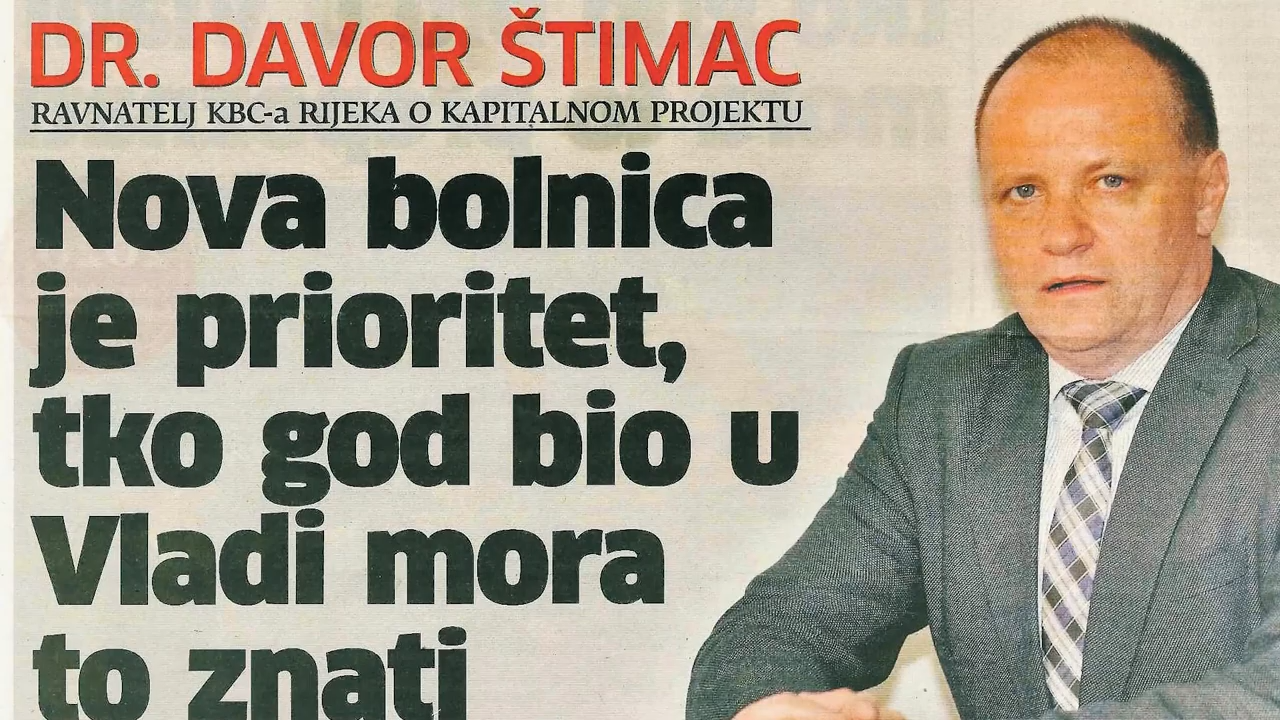 DR. DAVOR ŠTIMAC
RAVNATELJ KBC-a RIJEKA O KAPITALNOM PROJEKTU
Nova bolnica
je prioritet,
tko god bio u
Vladi mora
to znati